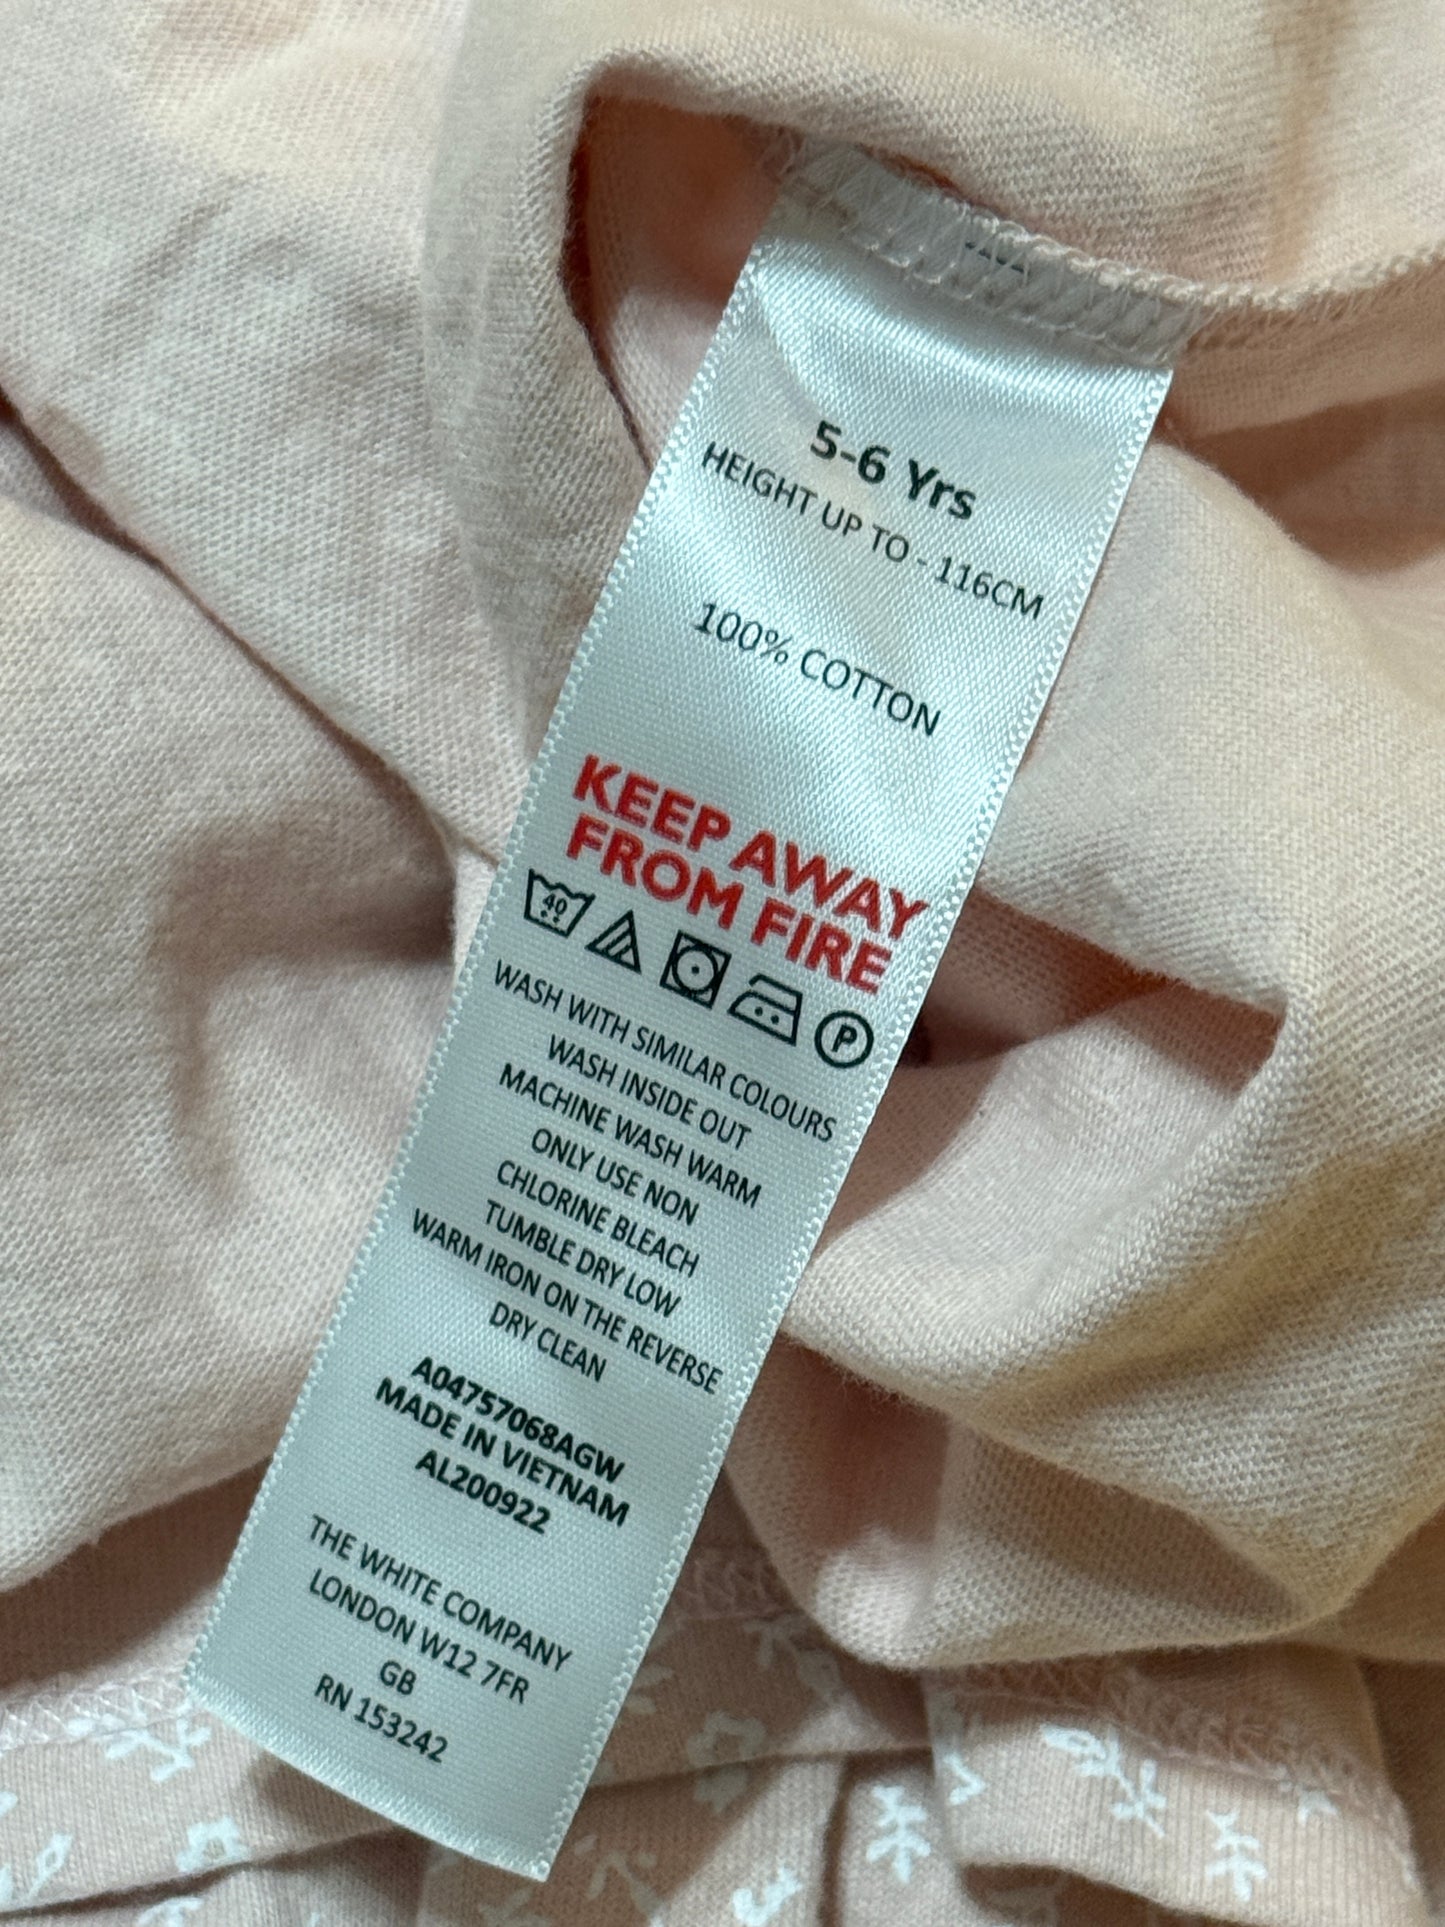 5-6 Yrs
HEIGHT UP TO - 116CM
100% COTTON
KEEP AWAY
FROM FIRE
40
P
WASH WITH SIMILAR COLOURS
WASH INSIDE OUT
MACHINE WASH WARM
ONLY USE NON
CHLORINE BLEACH
TUMBLE DRY LOW
WARM IRON ON THE REVERSE
DRY CLEAN
A04757068AGW
MADE IN VIETNAM
AL200922
THE WHITE COMPANY
LONDON W12 7FR
GB
RN 153242